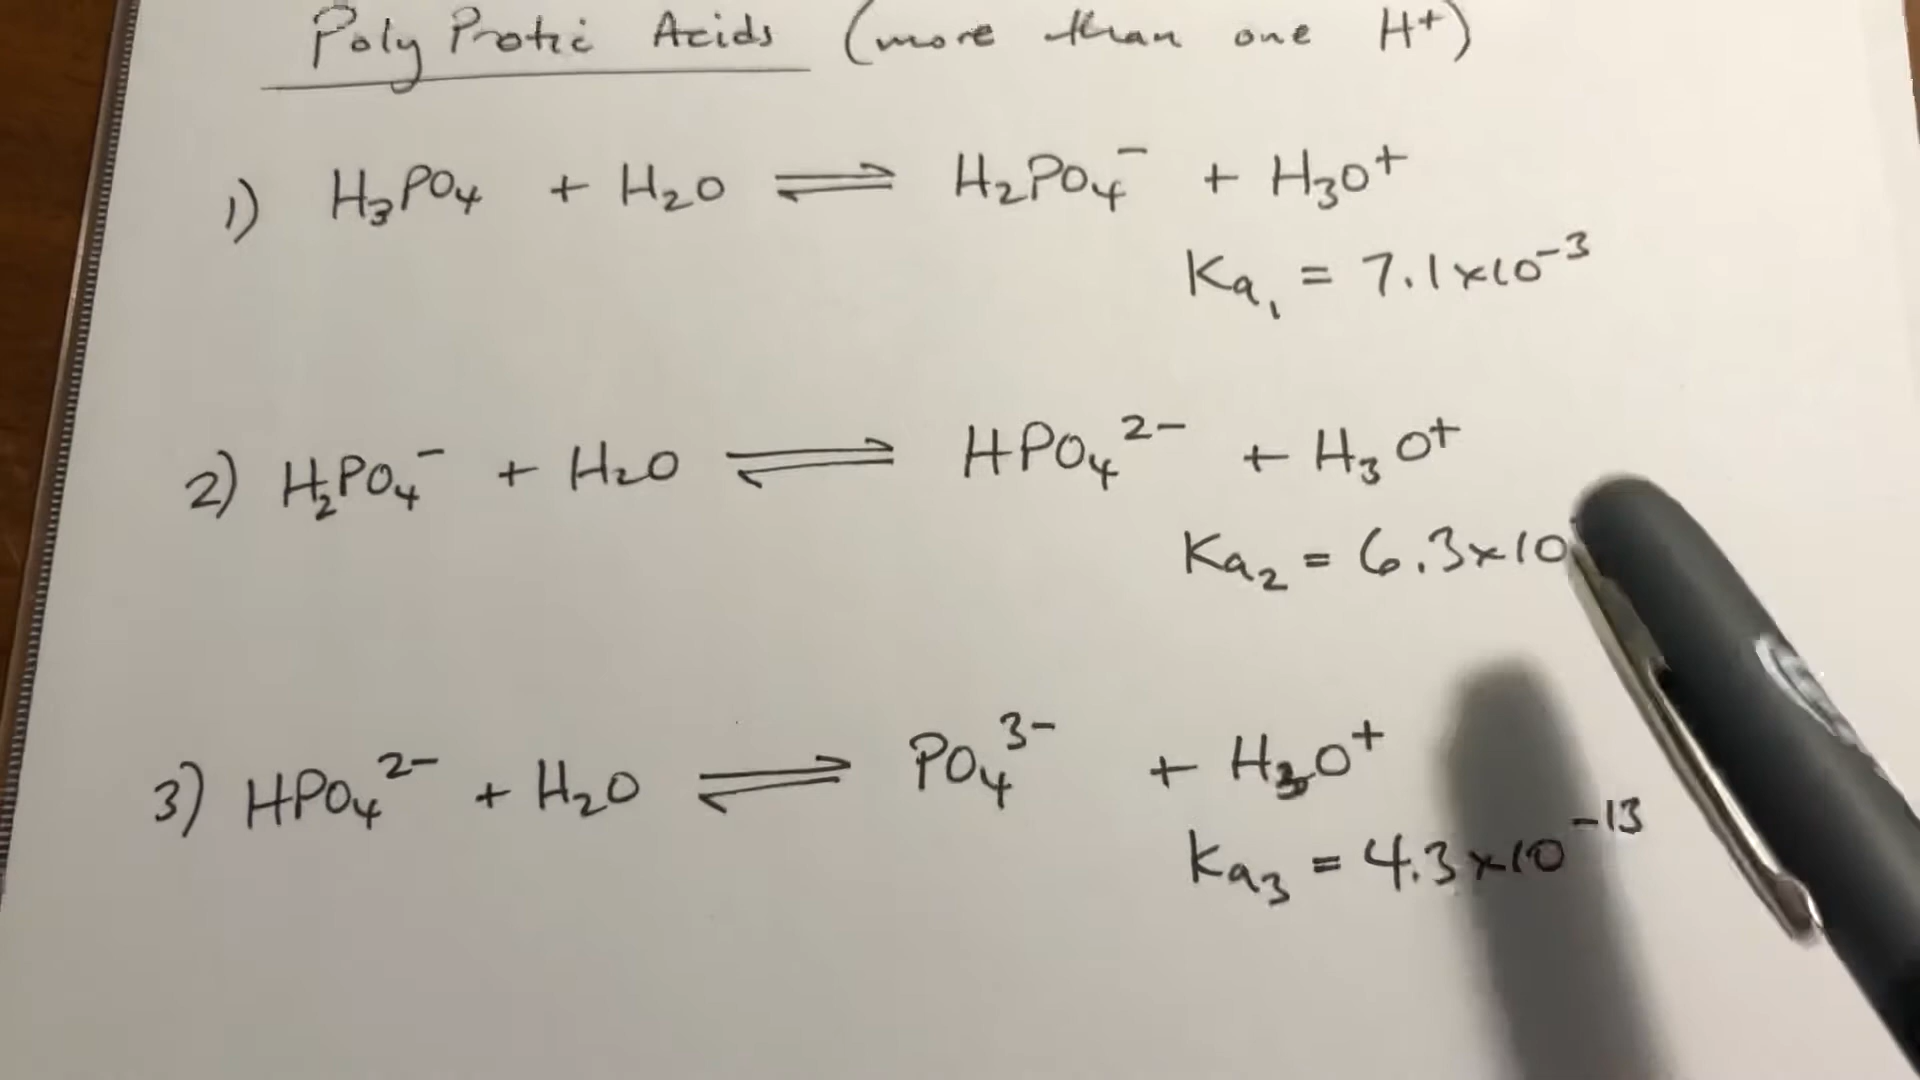 Poly Protic Acids (more than one H+)
1) H₃PO₄ + H₂O ⇌ H₂PO₄⁻ + H₃O⁺
Ka₁ = 7.1×10⁻³
2) H₂PO₄⁻ + H₂O ⇌ HPO₄²⁻ + H₃O⁺
Ka₂ = 6.3×10
3) HPO₄²⁻ + H₂O ⇌ PO₄³⁻ + H₃O⁺
Ka₃ = 4.3×10⁻¹³